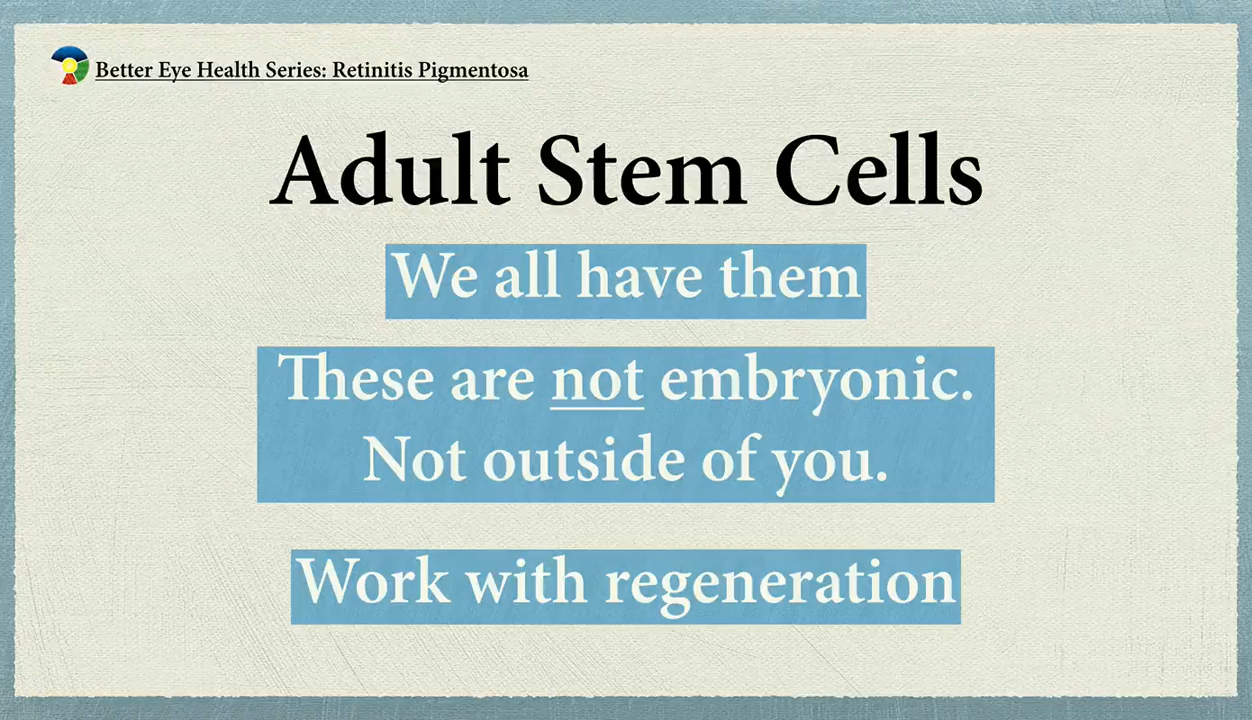 Better Eye Health Series: Retinitis Pigmentosa
Adult Stem Cells
We all have them
These are not embryonic.
Not outside of you.
Work with regeneration